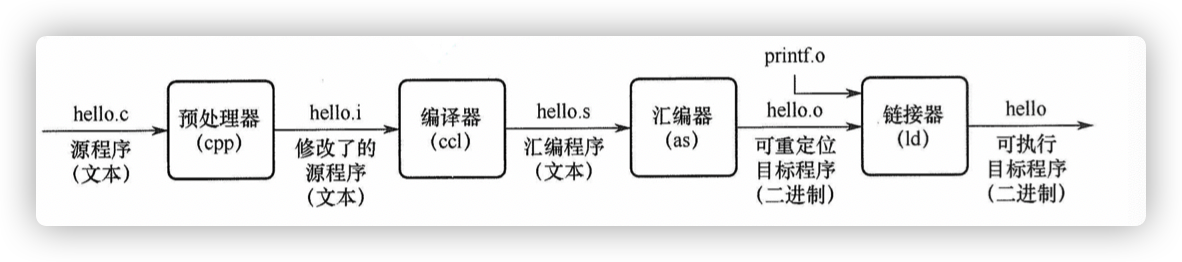 hello.c
源程序
(文本)
预处理器
(cpp)
hello.i
修改了的
源程序
(文本)
编译器
(ccl)
hello.s
汇编程序
(文本)
汇编器
(as)
printf.o
hello.o
可重定位
目标程序
(二进制)
链接器
(ld)
hello
可执行
目标程序
(二进制)